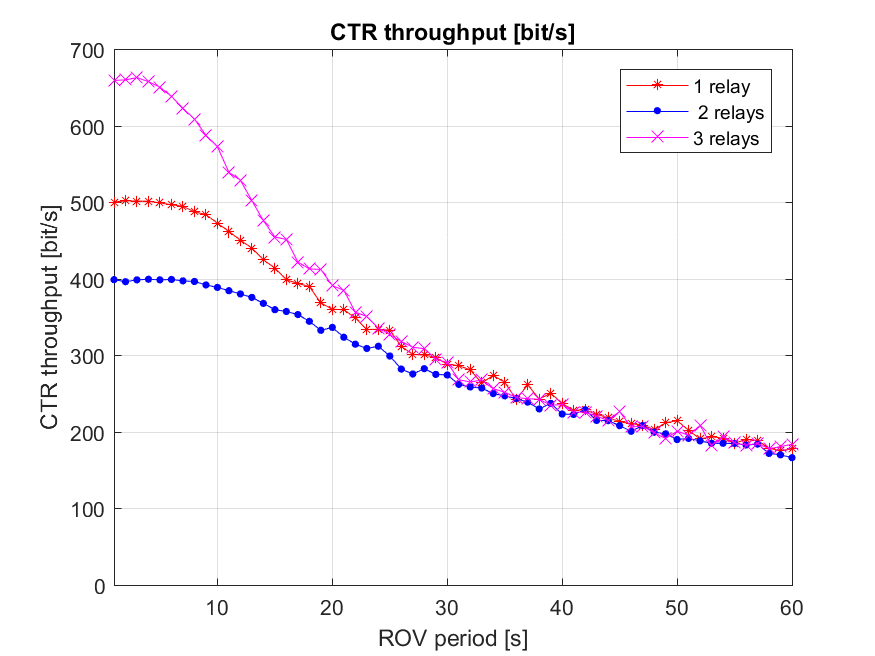 CTR throughput [bit/s]
700
600
500
400
300
200
100
0
CTR throughput [bit/s]
1 relay
2 relays
3 relays
10
20
30
40
50
60
ROV period [s]